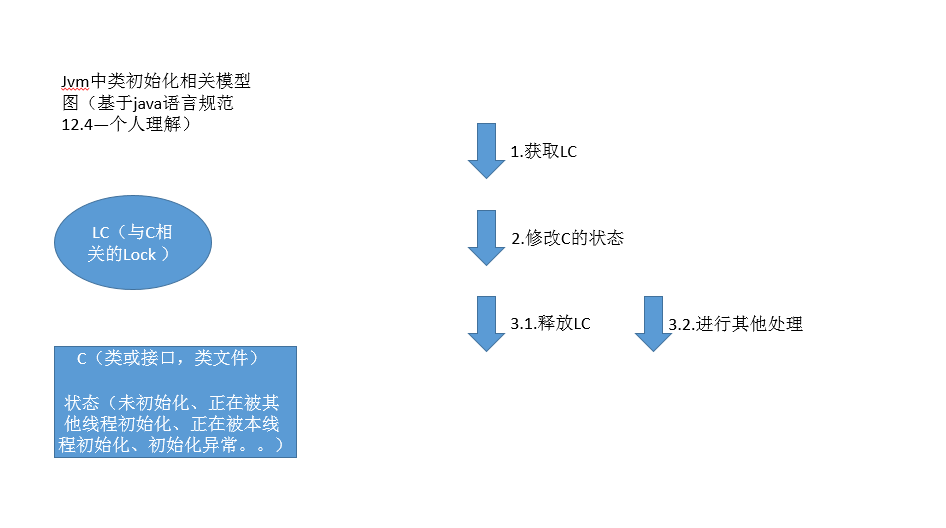 Jvm中类初始化相关模型
图（基于java语言规范
12.4—个人理解）
LC（与C相
关的Lock ）
C（类或接口，类文件）
状态（未初始化、正在被其
他线程初始化、正在被本线
程初始化、初始化异常。。）
1.获取LC
2.修改C的状态
3.1.释放LC
3.2.进行其他处理